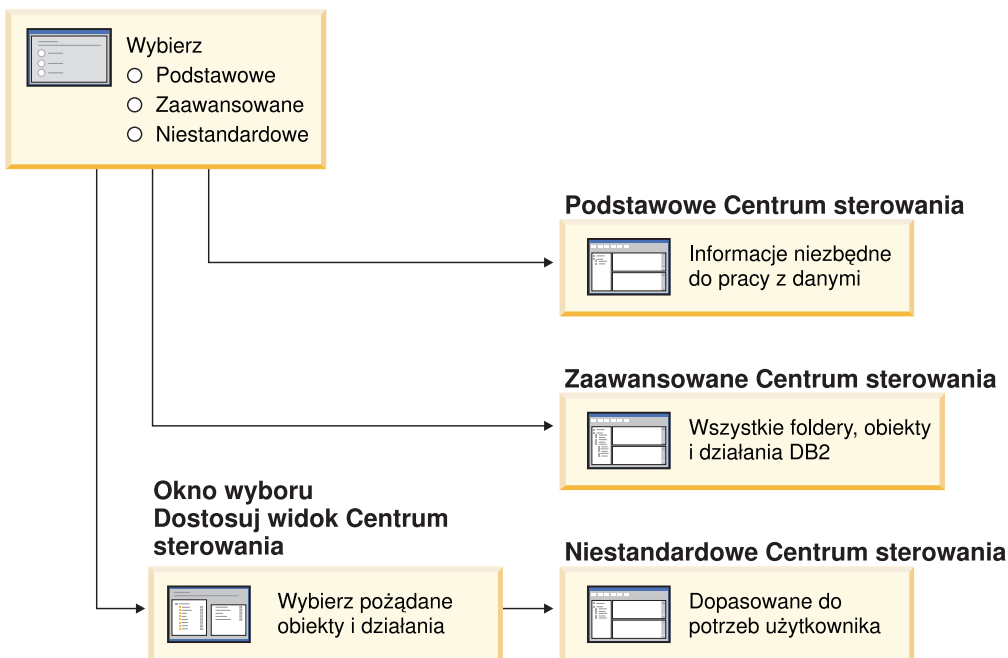 Wybierz
Podstawowe
Zaawansowane
Niestandardowe
Podstawowe Centrum sterowania
Informacje niezbędne
do pracy z danymi
Zaawansowane Centrum sterowania
Wszystkie foldery, obiekty
i działania DB2
Okno wyboru
Dostosuj widok Centrum
sterowania
Wybierz pożądane
obiekty i działania
Niestandardowe Centrum sterowania
Dopasowane do
potrzeb użytkownika